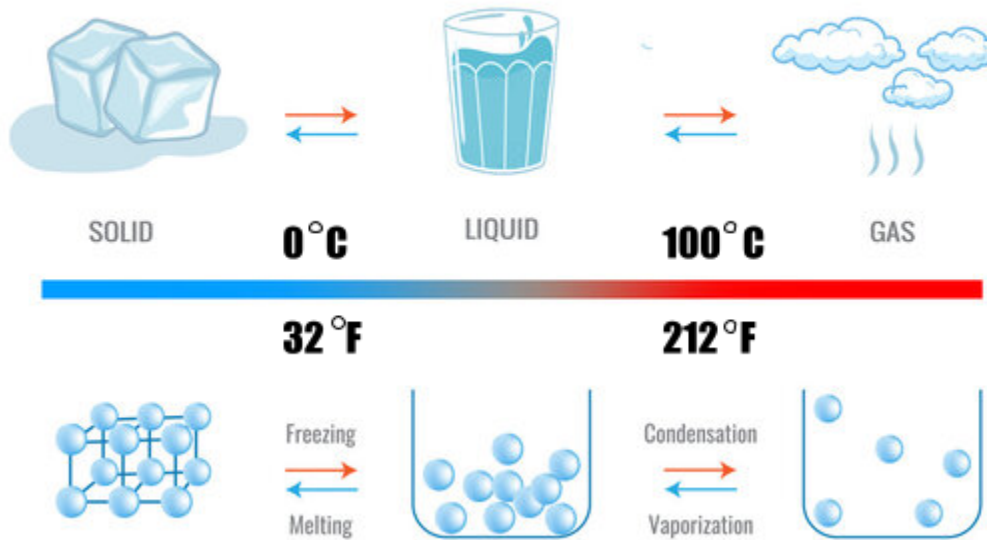 SOLID
0°C
LIQUID
100°C
GAS
32°F
212°F
Freezing
Condensation
Melting
Vaporization